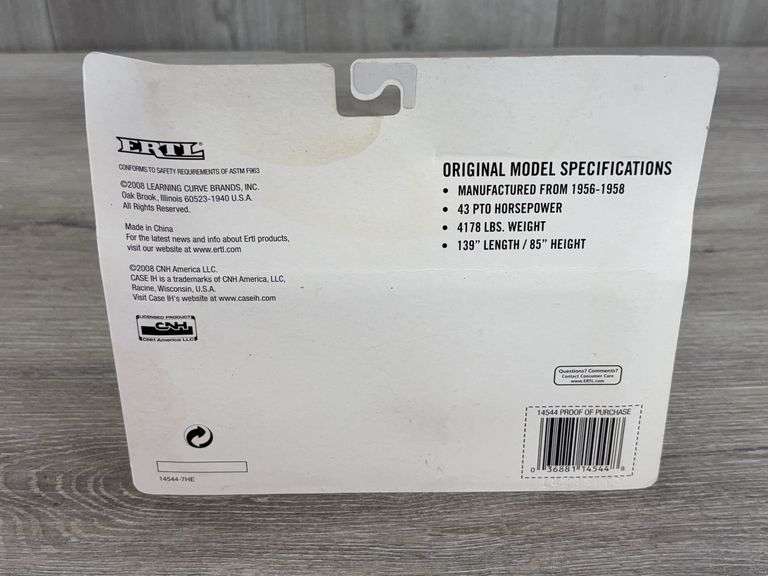 ERTL
CONFORMS TO SAFETY REQUIREMENTS OF ASTM F963
©2008 LEARNING CURVE BRANDS, INC.
Oak Brook, Illinois 60523-1940 U.S.A.
All Rights Reserved.
Made in China
For the latest news and info about Ertl products,
visit our website at www.ertl.com
©2008 CNH America LLC.
CASE IH is a trademarks of CNH America, LLC,
Racine, Wisconsin, U.S.A.
Visit Case IH's website at www.caseih.com
LICENSED PRODUCT
CNH
CNH America LLC
14544-7HE
ORIGINAL MODEL SPECIFICATIONS
• MANUFACTURED FROM 1956-1958
• 43 PTO HORSEPOWER
• 4178 LBS. WEIGHT
• 139" LENGTH / 85" HEIGHT
Questions? Comments?
Contact Consumer Care
www.ERTL.com
14544 PROOF OF PURCHASE
0 36881 14544 8